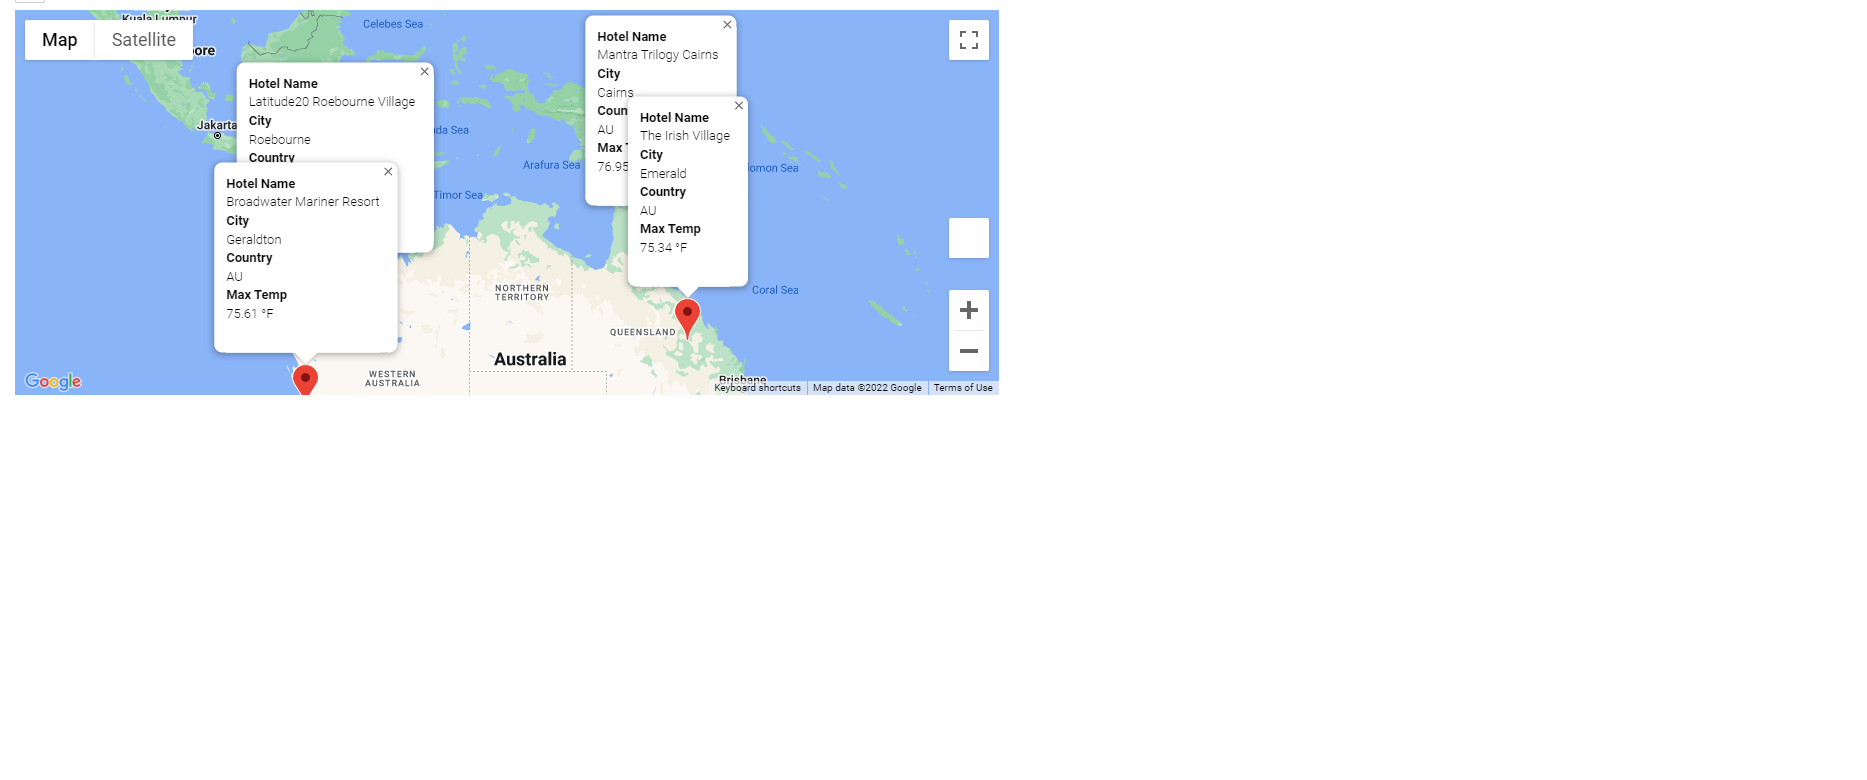 Kuala Lumpur
Map
Satellite
ore
Celebes Sea
Hotel Name
Latitude20 Roebourne Village
City
Roebourne
Country
Hotel Name
Broadwater Mariner Resort
City
Geraldton
Country
AU
Max Temp
75.61 °F
Hotel Name
Mantra Trilogy Cairns
City
Cairns
Coun
AU
Max T
76.95
Hotel Name
The Irish Village
City
Emerald
Country
AU
Max Temp
75.34 °F
Jakarta
da Sea
Arafura Sea
Timor Sea
lomon Sea
Coral Sea
NORTHERN
TERRITORY
QUEENSLAND
Australia
WESTERN
AUSTRALIA
Brisbane
Google
Keyboard shortcuts
Map data ©2022 Google
Terms of Use